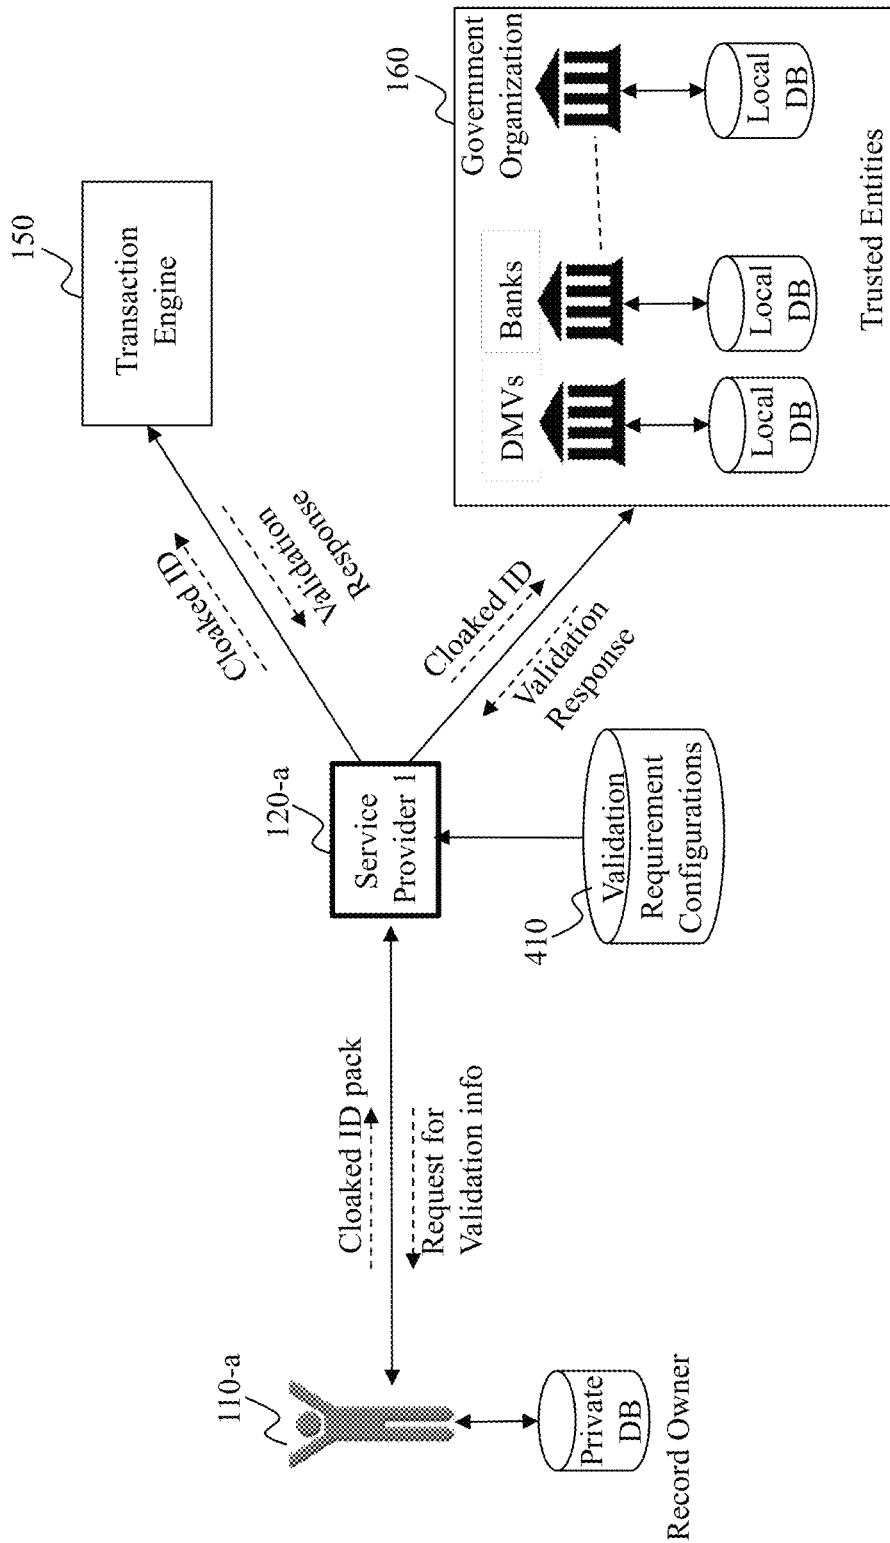 110-a
Private
DB
Record Owner
Cloaked ID pack
Request for
Validation info
120-a
Service
Provider 1
410
Validation
Requirement
Configurations
Cloaked ID
Validation
Response
150
Transaction
Engine
Cloaked ID
Validation
Response
160
DMVs
Banks
Government
Organization
Local
DB
Local
DB
Local
DB
Trusted Entities